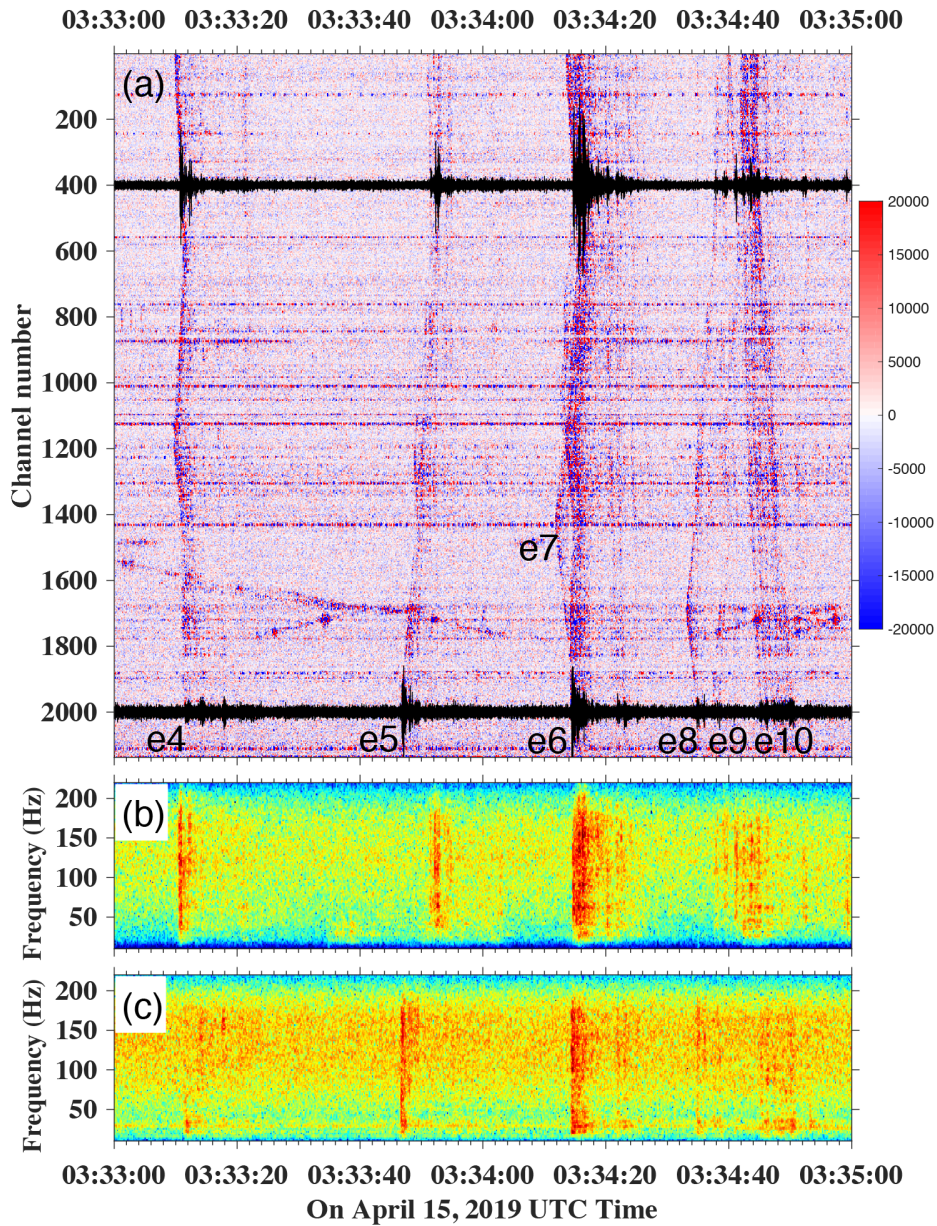 03:33:00 03:33:20 03:33:40 03:34:00 03:34:20 03:34:40 03:35:00
(a)
200
400
600
800
1000
1200
1400
1600
1800
2000
Channel number
e7
e4 e5 e6 e8 e9 e10
20000
15000
10000
5000
0
-5000
-10000
-15000
-20000
(b)
200
150
100
50
Frequency (Hz)
(c)
200
150
100
50
Frequency (Hz)
03:33:00 03:33:20 03:33:40 03:34:00 03:34:20 03:34:40 03:35:00
On April 15, 2019 UTC Time